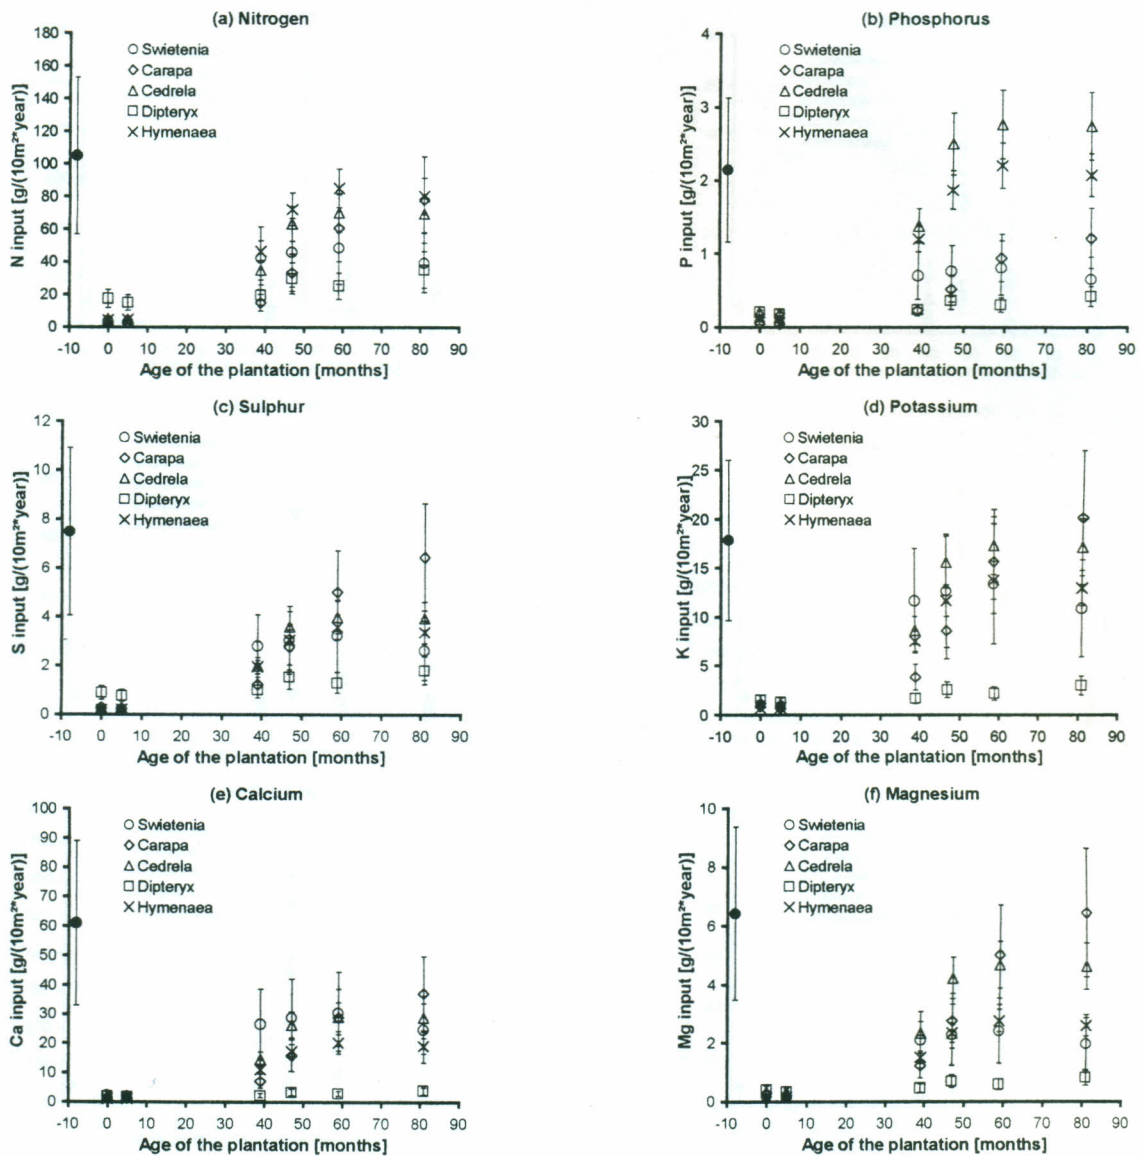 (a) Nitrogen
N input [g/(10m²*year)]
180
160
140
120
100
80
60
40
20
0
Swietenia
Carapa
Cedrela
Dipteryx
Hymenaea
-10 0 10 20 30 40 50 60 70 80 90
Age of the plantation [months]
(b) Phosphorus
P input [g/(10m²*year)]
4
3
2
1
0
Swietenia
Carapa
Cedrela
Dipteryx
Hymenaea
-10 0 10 20 30 40 50 60 70 80 90
Age of the plantation [months]
(c) Sulphur
S input [g/(10m²*year)]
12
10
8
6
4
2
0
Swietenia
Carapa
Cedrela
Dipteryx
Hymenaea
-10 0 10 20 30 40 50 60 70 80 90
Age of the plantation [months]
(d) Potassium
K input [g/(10m²*year)]
30
25
20
15
10
5
0
Swietenia
Carapa
Cedrela
Dipteryx
Hymenaea
-10 0 10 20 30 40 50 60 70 80 90
Age of the plantation [months]
(e) Calcium
Ca input [g/(10m²*year)]
100
90
80
70
60
50
40
30
20
10
0
Swietenia
Carapa
Cedrela
Dipteryx
Hymenaea
-10 0 10 20 30 40 50 60 70 80 90
Age of the plantation [months]
(f) Magnesium
Mg input [g/(10m²*year)]
10
8
6
4
2
0
Swietenia
Carapa
Cedrela
Dipteryx
Hymenaea
-10 0 10 20 30 40 50 60 70 80 90
Age of the plantation [months]